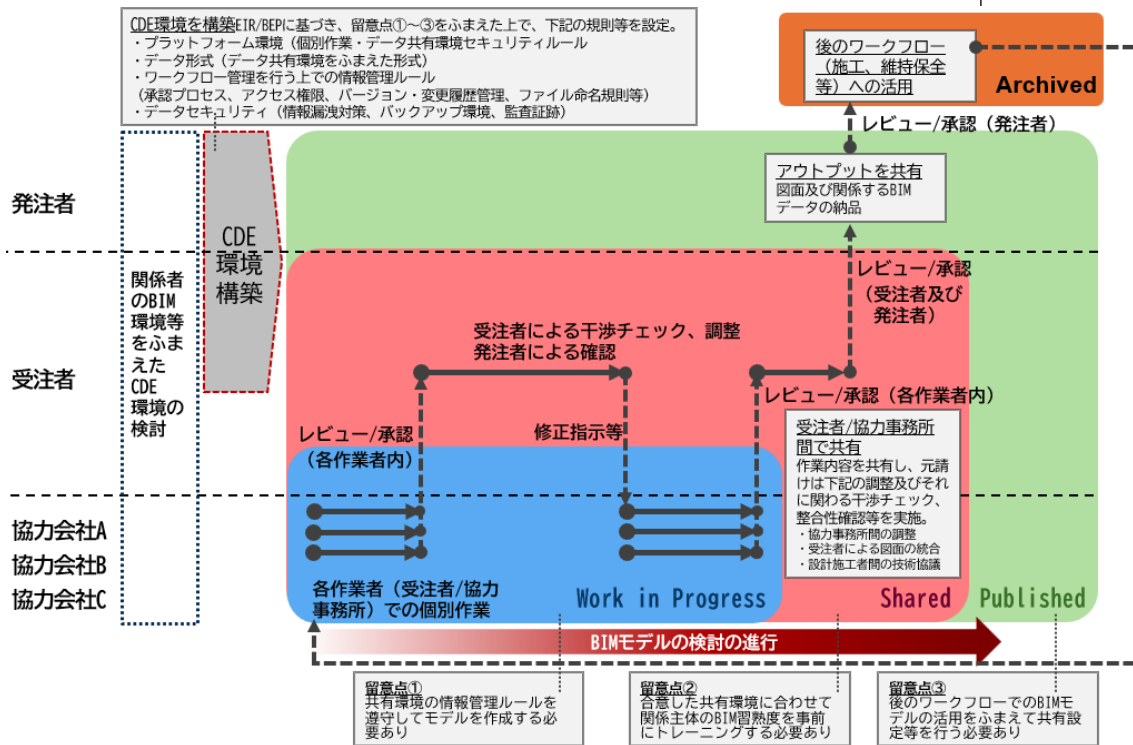 CDE環境を構築EIR/BEPに基づき、留意点①～③をふまえた上で、下記の規則等を設定。
・プラットフォーム環境（個別作業・データ共有環境セキュリティルール
・データ形式（データ共有環境をふまえた形式）
・ワークフロー管理を行う上での情報管理ルール
（承認プロセス、アクセス権限、バージョン・変更履歴管理、ファイル命名規則等）
・データセキュリティ（情報漏洩対策、バックアップ環境、監査証跡）
後のワークフロー
（施工、維持保全
等）への活用
Archived
レビュー/承認（発注者）
アウトプットを共有
図面及び関係するBIM
データの納品
発注者
CDE
環境
構築
関係者
のBIM
環境等
をふま
えた
CDE
環境の
検討
レビュー/承認
（受注者及び
発注者）
受注者による干渉チェック、調整
発注者による確認
受注者
レビュー/承認（各作業者内）
レビュー/承認
（各作業者内）
修正指示等
受注者/協力事務所
間で共有
作業内容を共有し、元請
けは下記の調整及びそれ
に関わる干渉チェック、
整合性確認等を実施。
・協力事務所間の調整
・受注者による図面の統合
・設計施工者間の技術協議
協力会社A
協力会社B
協力会社C
各作業者（受注者/協力
事務所）での個別作業
Work in Progress
Shared
Published
BIMモデルの検討の進行
留意点①
共有環境の情報管理ルールを
遵守してモデルを作成する必
要あり
留意点②
合意した共有環境に合わせて
関係主体のBIM習熟度を事前
にトレーニングする必要あり
留意点③
後のワークフローでのBIMモ
デルの活用をふまえて共有設
定等を行う必要あり